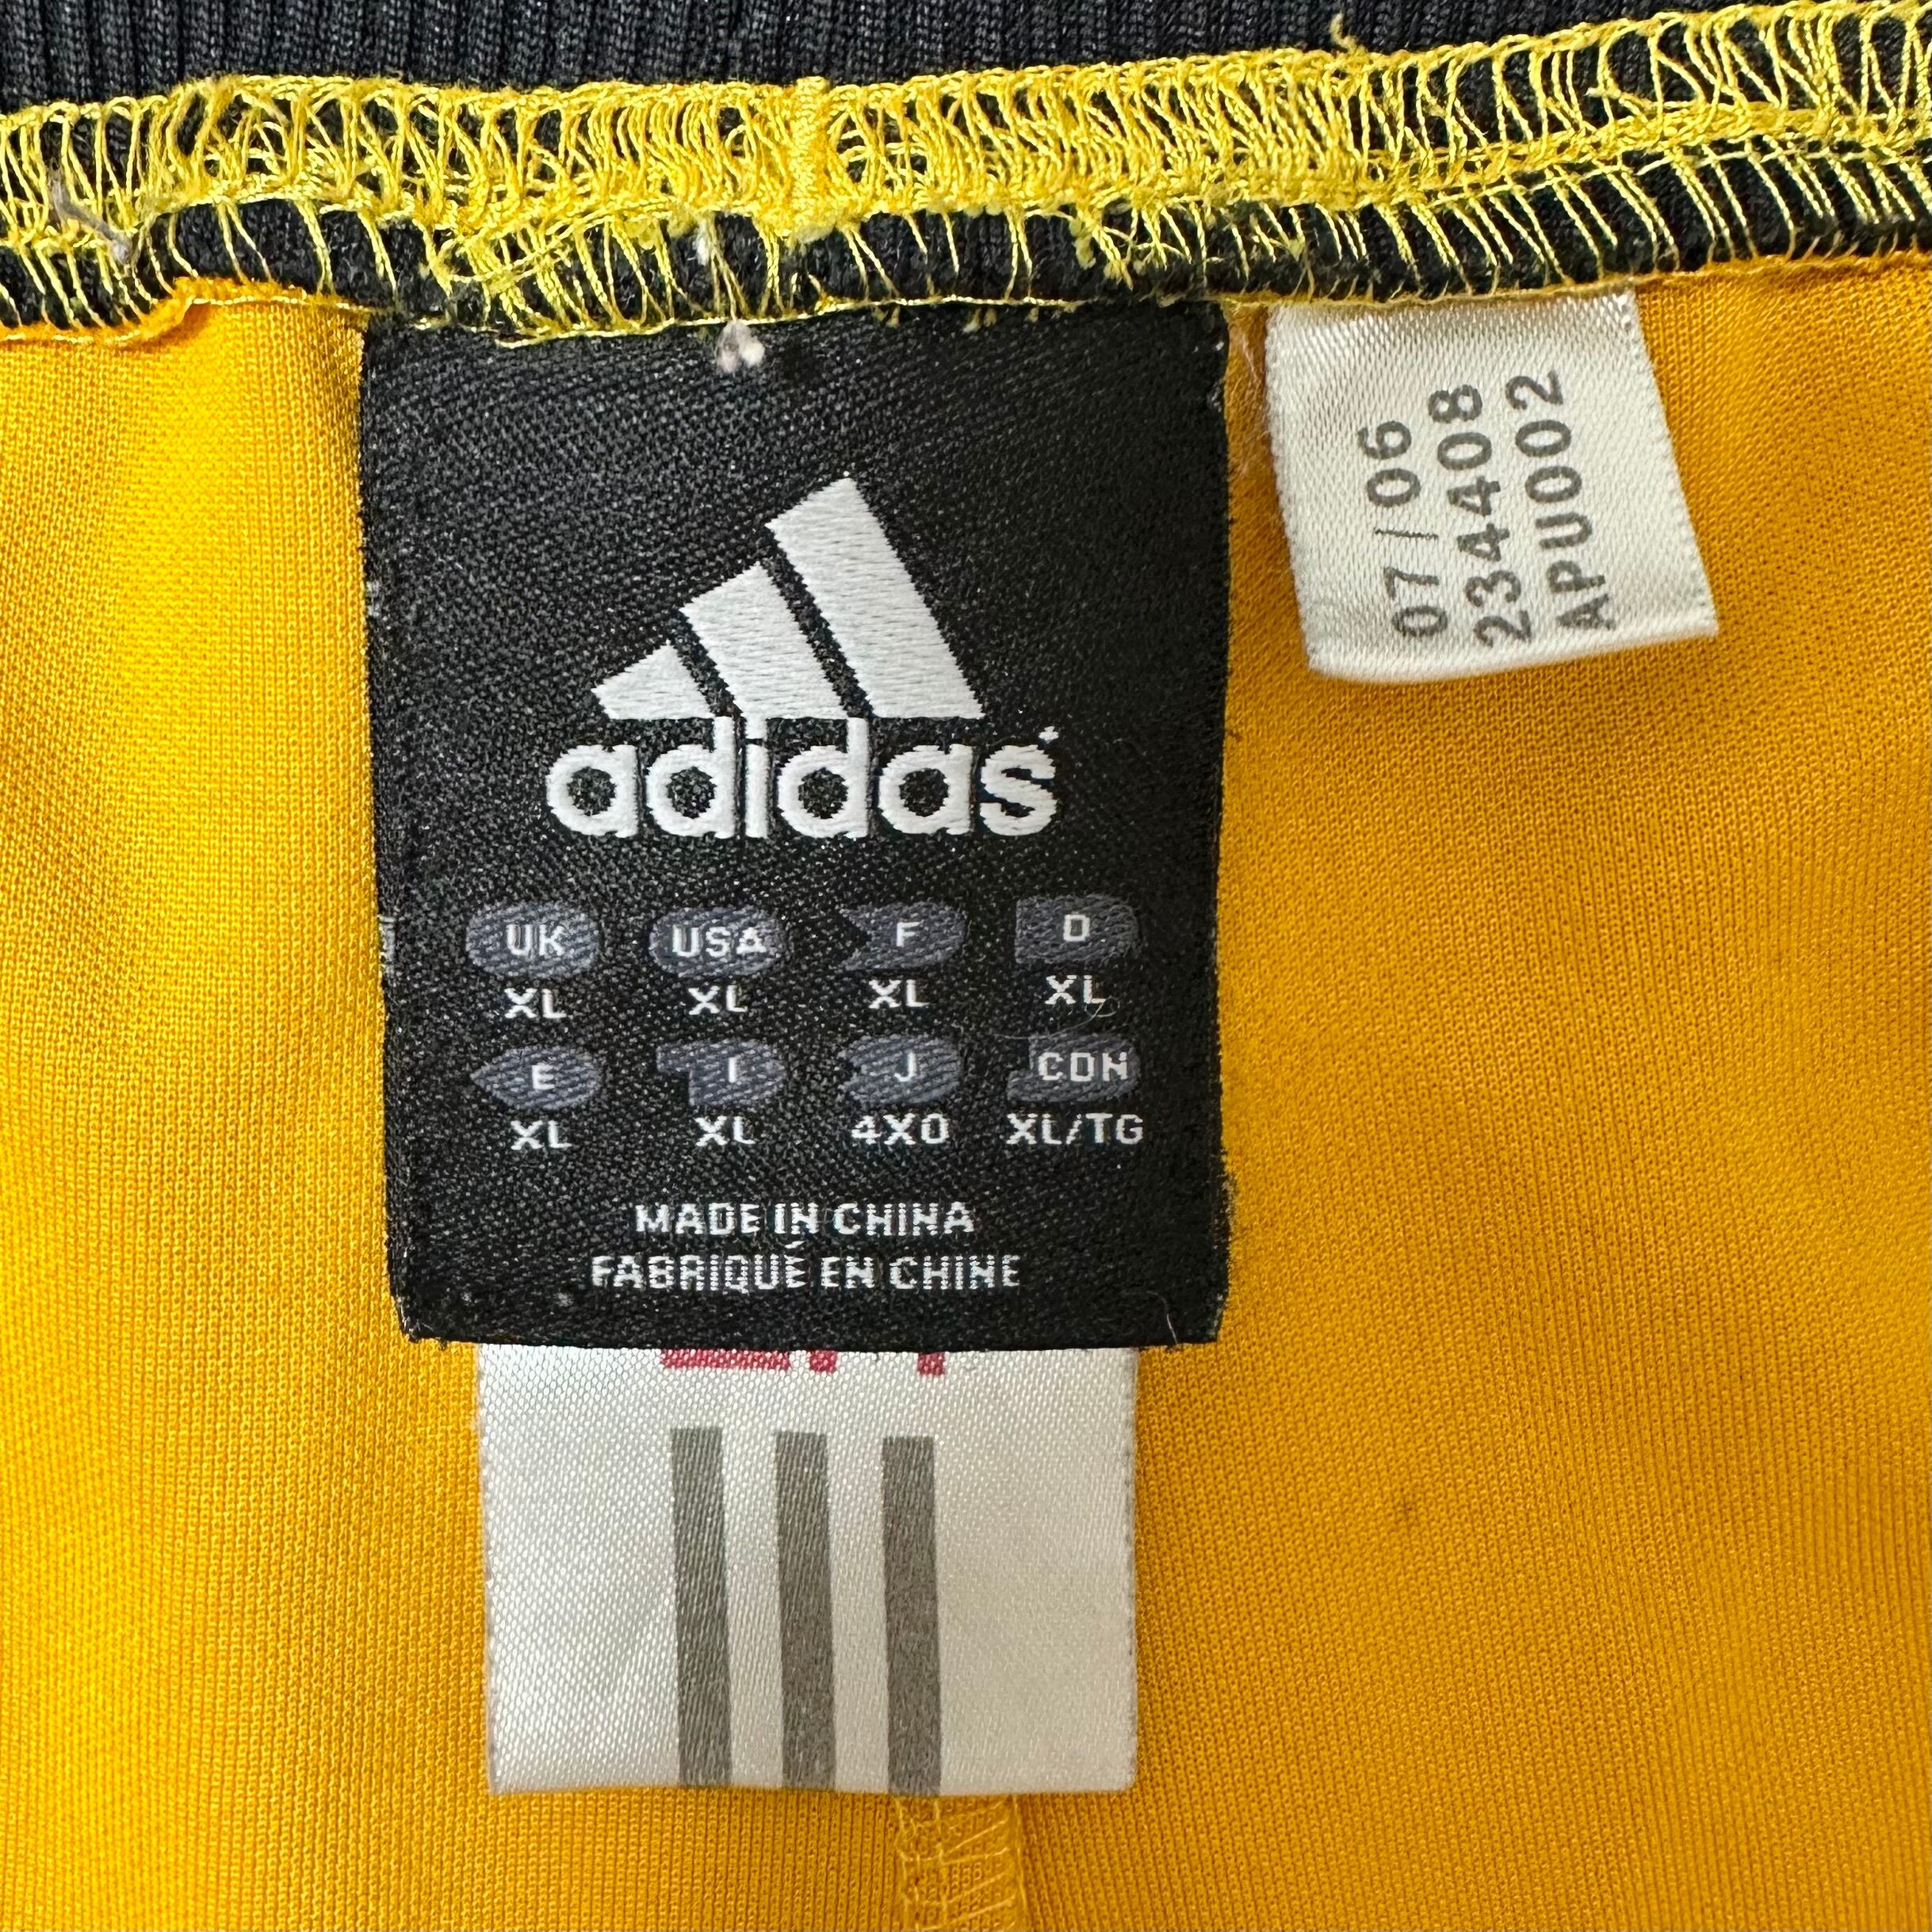 adidas
UK USA F D
XL XL XL XL
E I J CDN
XL XL 4XO XL/TG
MADE IN CHINA
FABRIQUÉ EN CHINE
07/06
234408
APU002